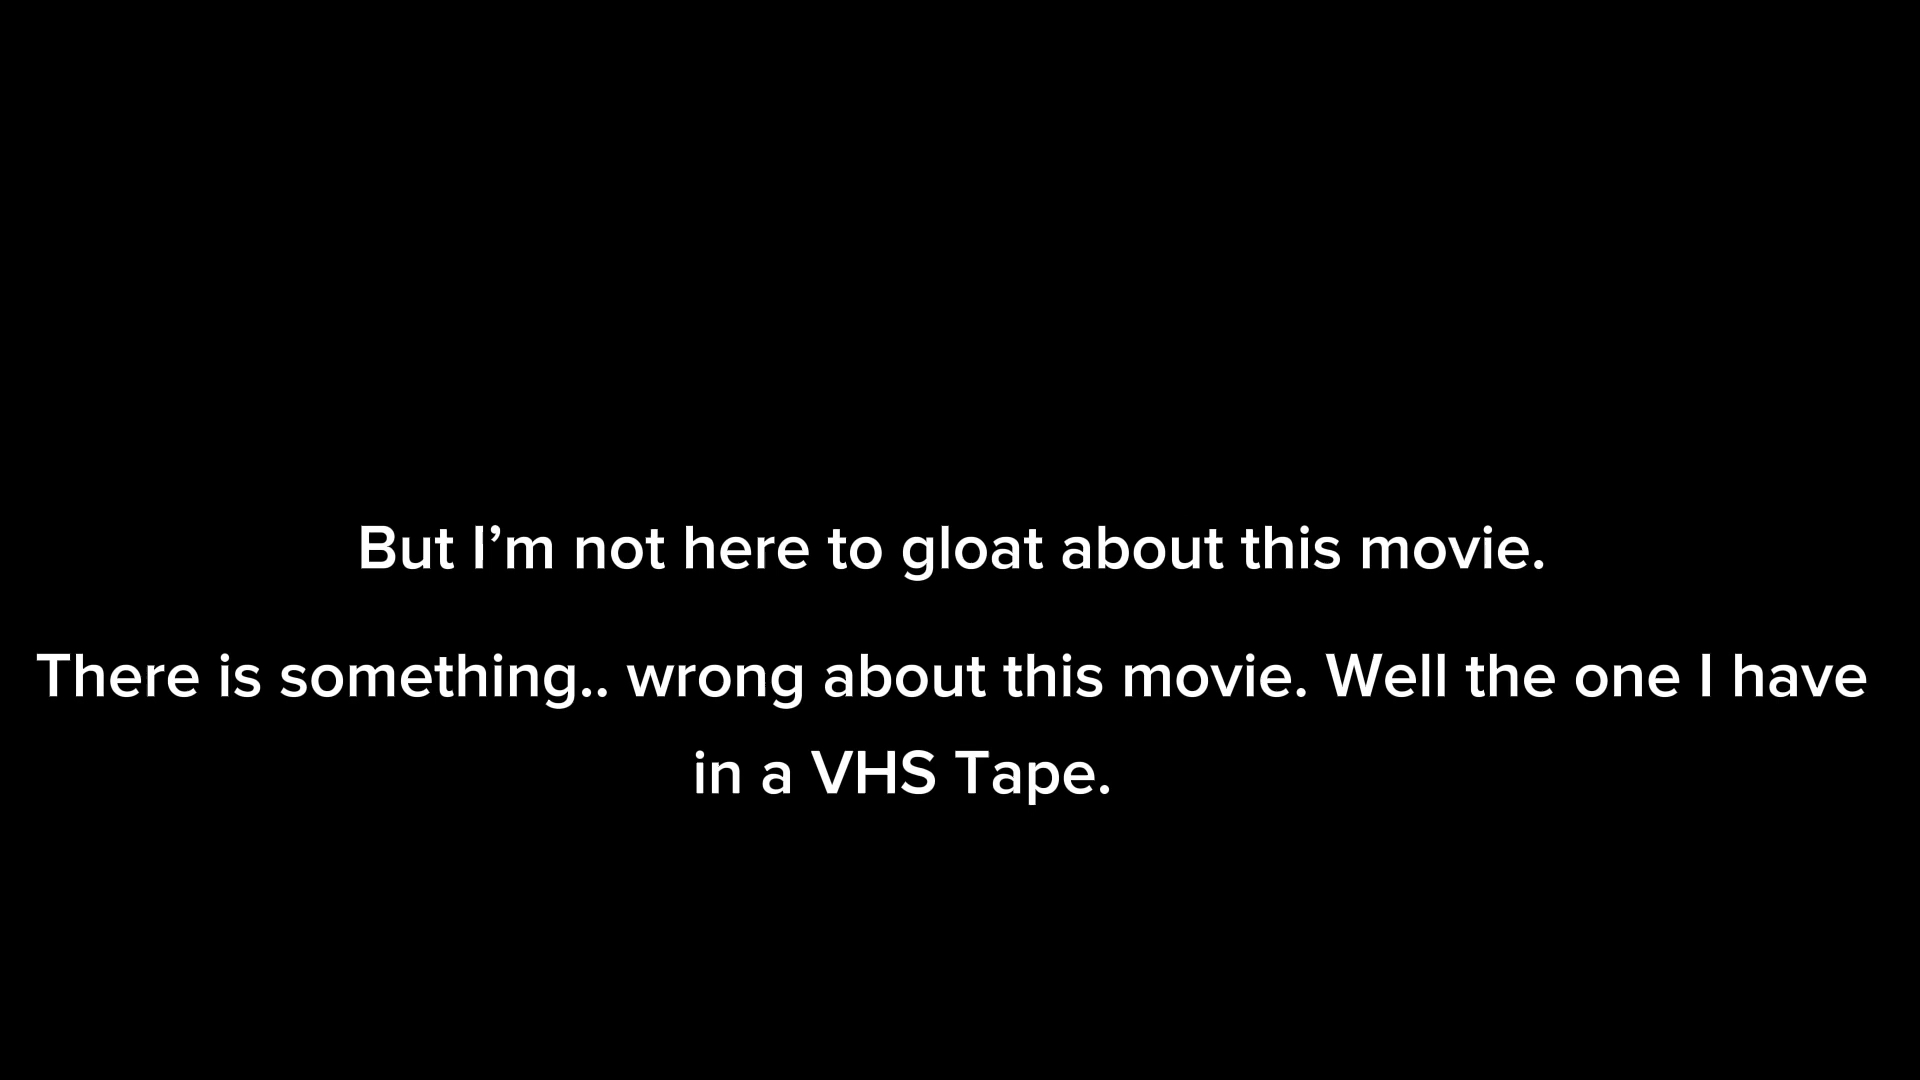 But I’m not here to gloat about this movie.
There is something.. wrong about this movie. Well the one I have
in a VHS Tape.